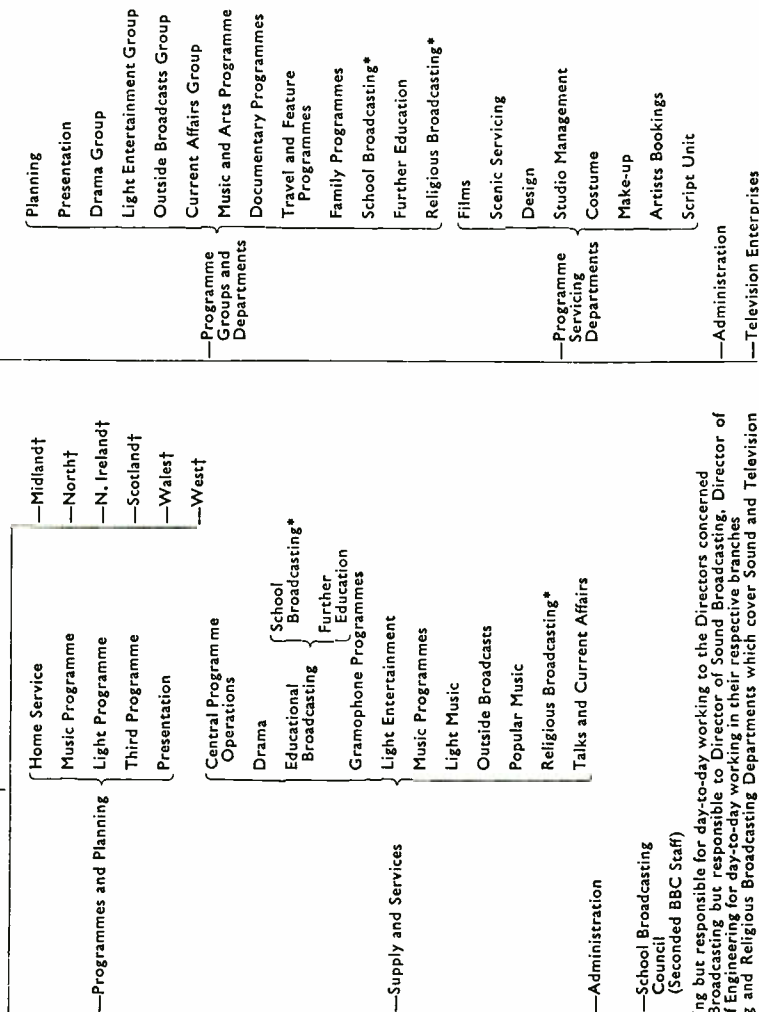 —Programmes and Planning
Home Service
Music Programme
Light Programme
Third Programme
Presentation
—Midland†
—North†
—N. Ireland†
—Scotland†
—Wales†
—West†
—Supply and Services
Central Programme
Operations
Drama
Educational
Broadcasting
School
Broadcasting*
Further
Education
Gramophone Programmes
Light Entertainment
Music Programmes
Light Music
Outside Broadcasts
Popular Music
Religious Broadcasting*
Talks and Current Affairs
—Administration
—School Broadcasting
Council
(Seconded BBC Staff)
—Programme
Groups and
Departments
Planning
Presentation
Drama Group
Light Entertainment Group
Outside Broadcasts Group
Current Affairs Group
Music and Arts Programme
Documentary Programmes
Travel and Feature
Programmes
Family Programmes
School Broadcasting*
Further Education
Religious Broadcasting*
—Programme
Servicing
Departments
Films
Scenic Servicing
Design
Studio Management
Costume
Make-up
Artists Bookings
Script Unit
—Administration
—Television Enterprises
ng but responsible for day-to-day working to the Directors concerned
Broadcasting but responsible to Director of Sound Broadcasting, Director of
f Engineering for day-to-day working in their respective branches
g and Religious Broadcasting Departments which cover Sound and Television